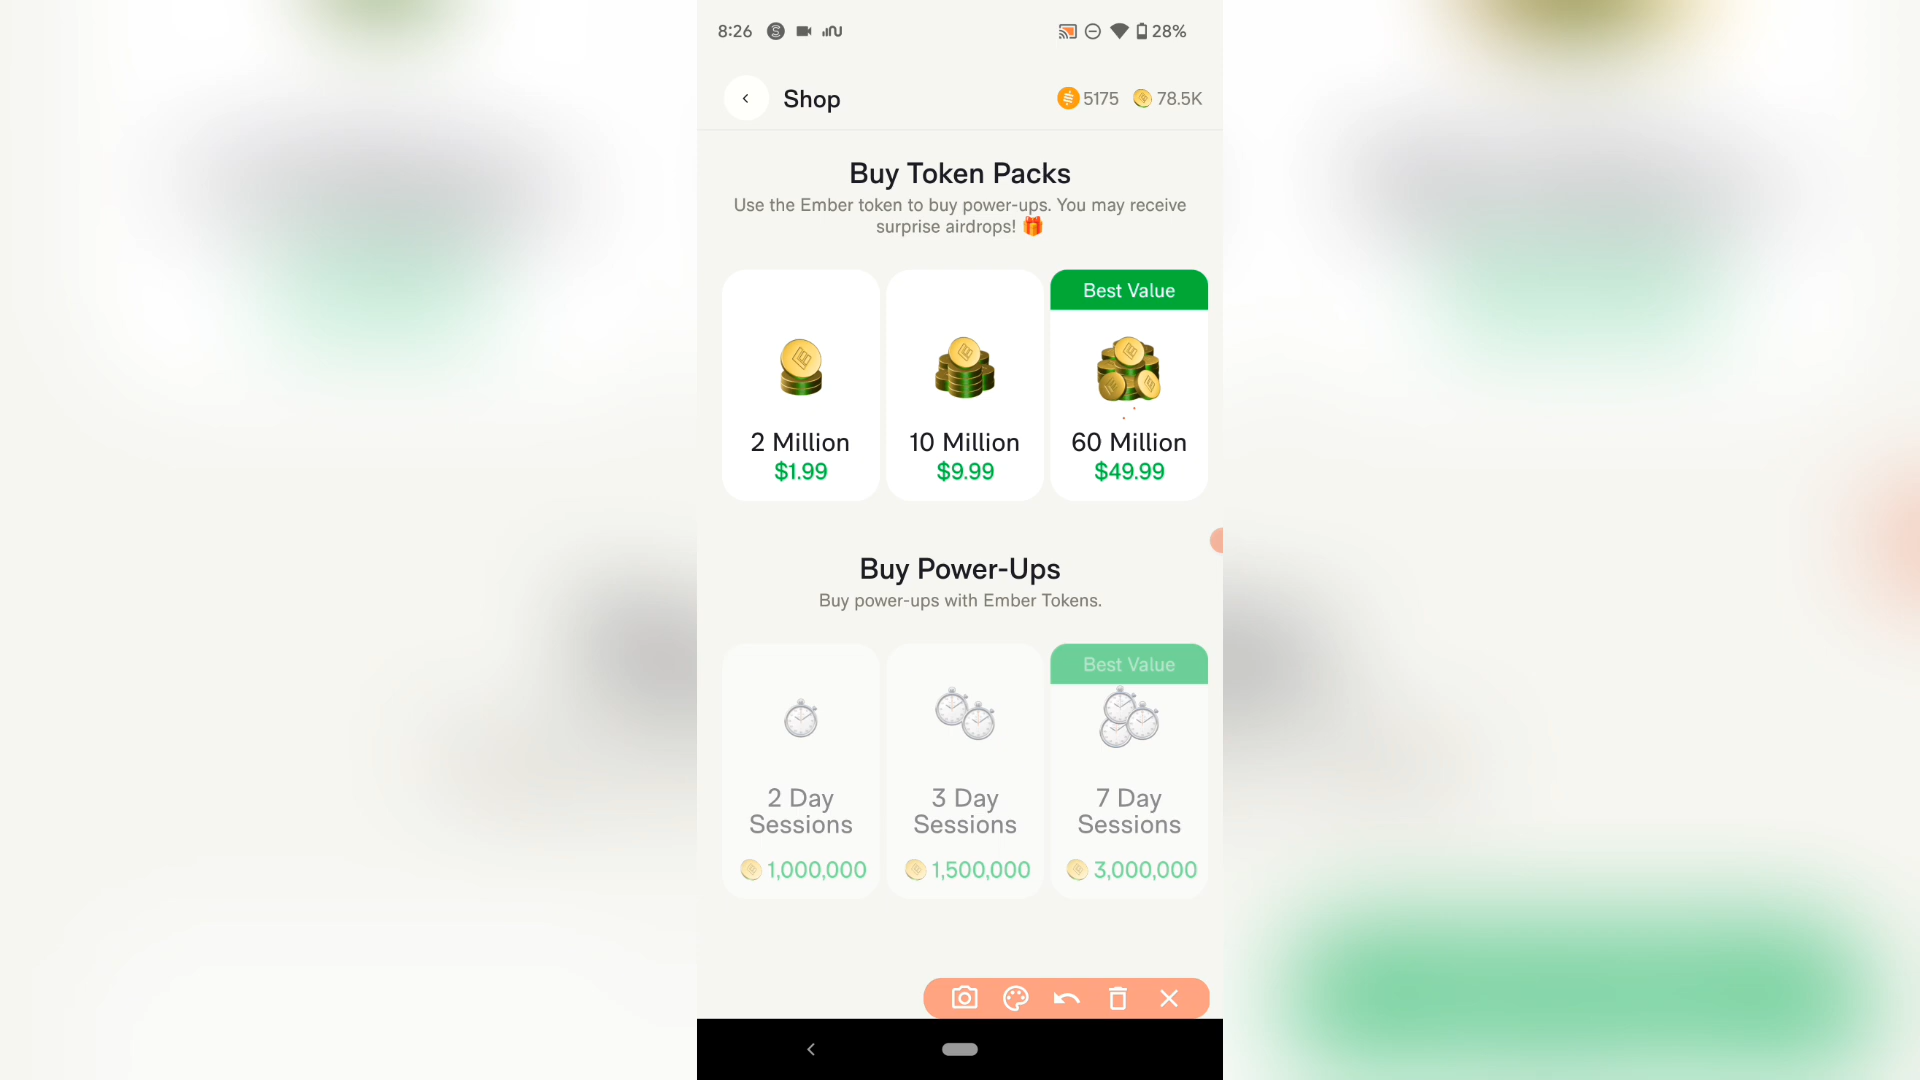 8:26
28%
Shop
5175
78.5K
Buy Token Packs
Use the Ember token to buy power-ups. You may receive
surprise airdrops! 🎁
Best Value
2 Million
$1.99
10 Million
$9.99
60 Million
$49.99
Buy Power-Ups
Buy power-ups with Ember Tokens.
Best Value
2 Day
Sessions
1,000,000
3 Day
Sessions
1,500,000
7 Day
Sessions
3,000,000